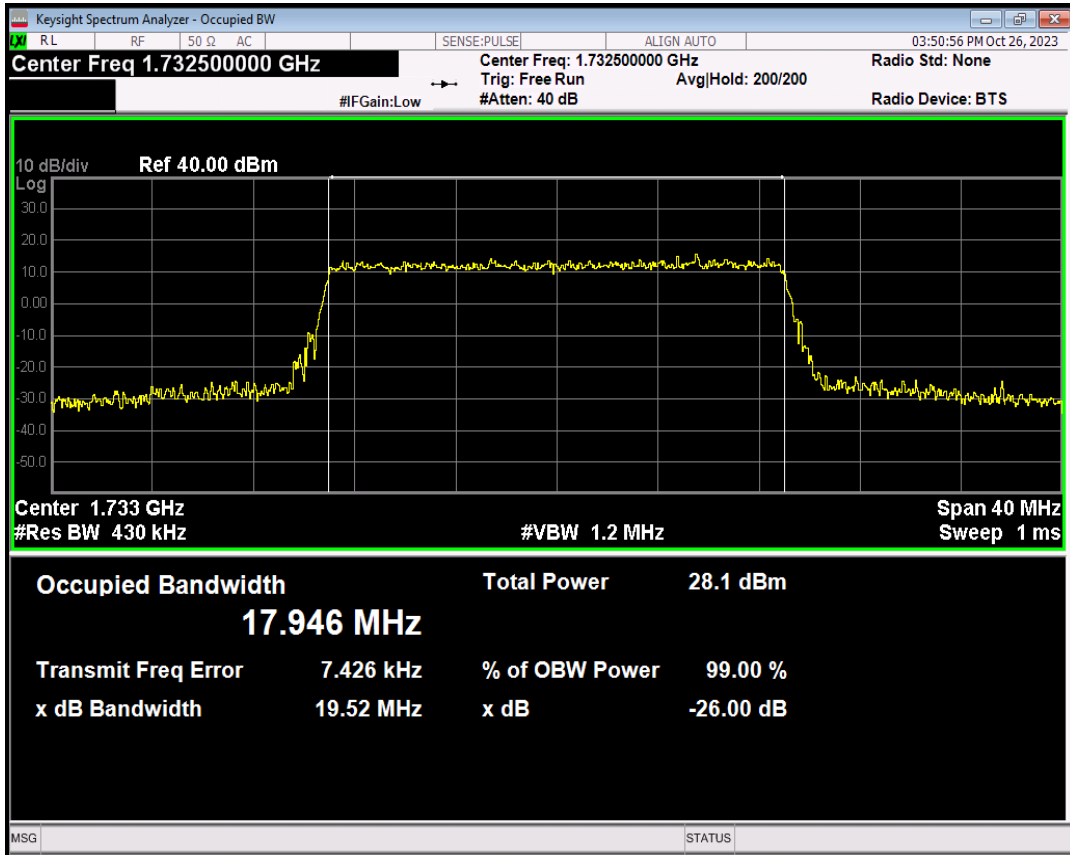 Keysight Spectrum Analyzer - Occupied BW
LXI RL RF 50 Ω AC SENSE:PULSE ALIGN AUTO 03:50:56 PM Oct 26, 2023
Center Freq 1.732500000 GHz Center Freq: 1.732500000 GHz Radio Std: None
Trig: Free Run Avg|Hold: 200/200
#IFGain:Low #Atten: 40 dB Radio Device: BTS
10 dB/div Ref 40.00 dBm
Log
30.0
20.0
10.0
0.00
-10.0
-20.0
-30.0
-40.0
-50.0
Center 1.733 GHz Span 40 MHz
#Res BW 430 kHz #VBW 1.2 MHz Sweep 1 ms
Occupied Bandwidth Total Power 28.1 dBm
17.946 MHz
Transmit Freq Error 7.426 kHz % of OBW Power 99.00 %
x dB Bandwidth 19.52 MHz x dB -26.00 dB
MSG STATUS